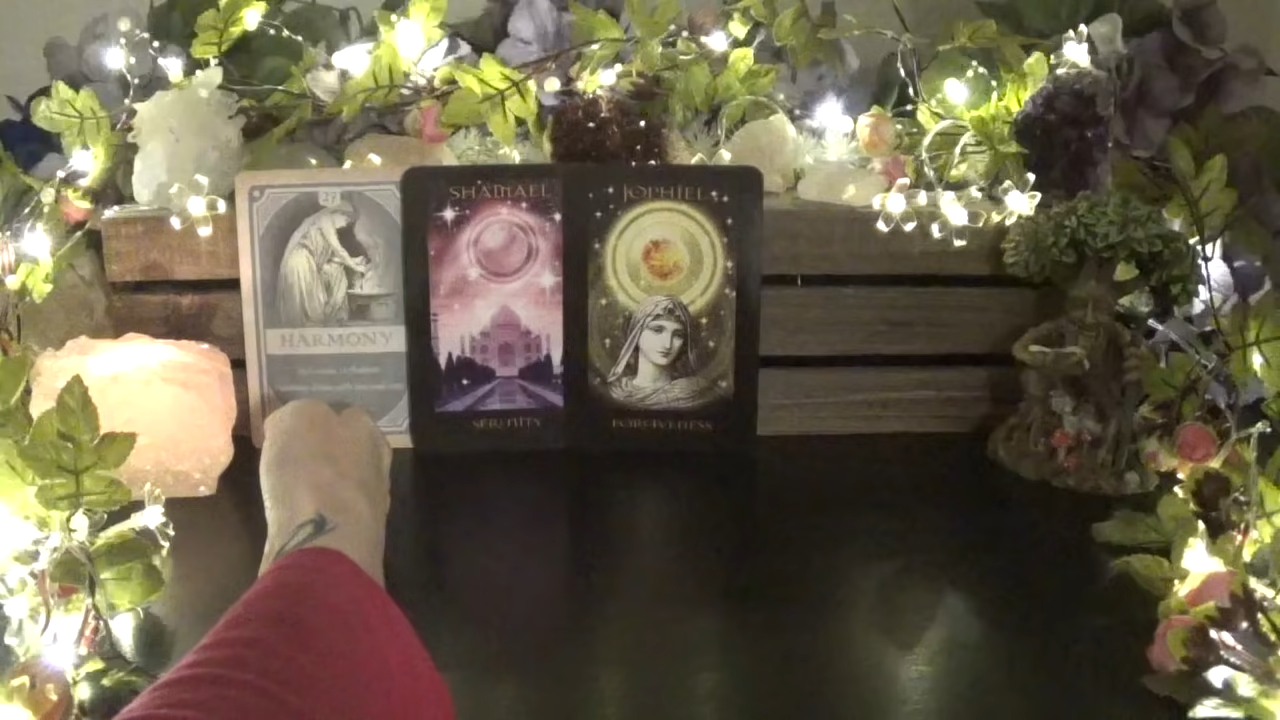 27
HARMONY
SHAMAEL
SERENITY
JOPHIEL
FORGIVENESS